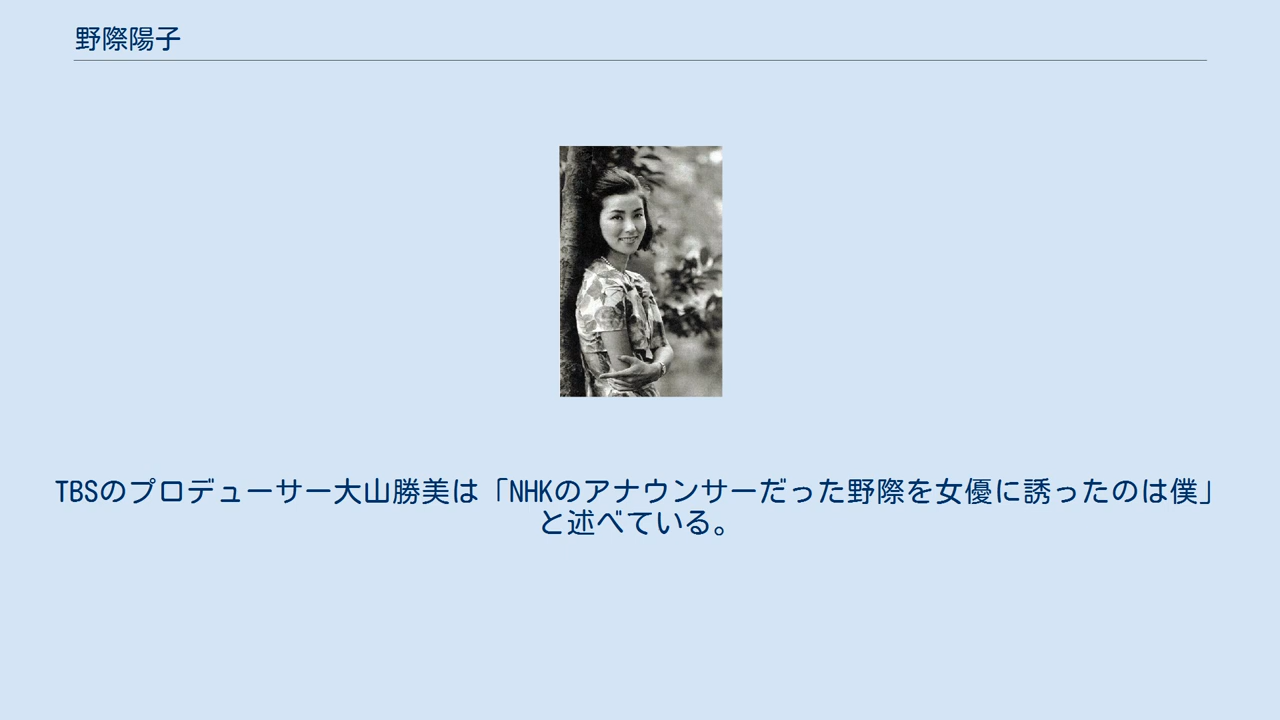 野際陽子
TBSのプロデューサー大山勝美は「NHKのアナウンサーだった野際を女優に誘ったのは僕」
と述べている。